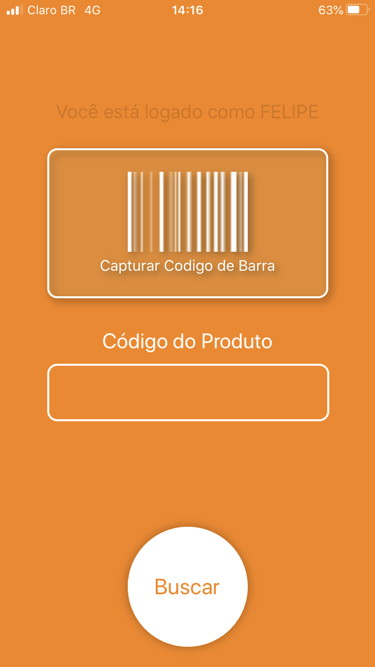 Claro BR 4G 14:16 63%
Você está logado como FELIPE
Capturar Codigo de Barra
Código do Produto
Buscar